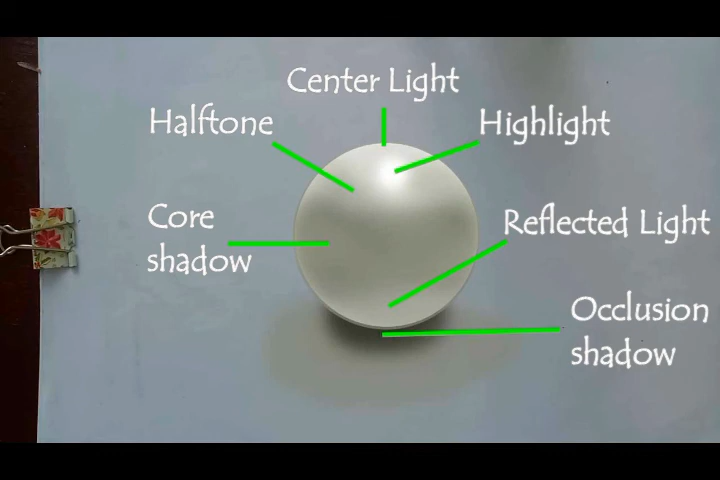 Center Light
Halftone
Highlight
Core
shadow
Reflected Light
Occlusion
shadow